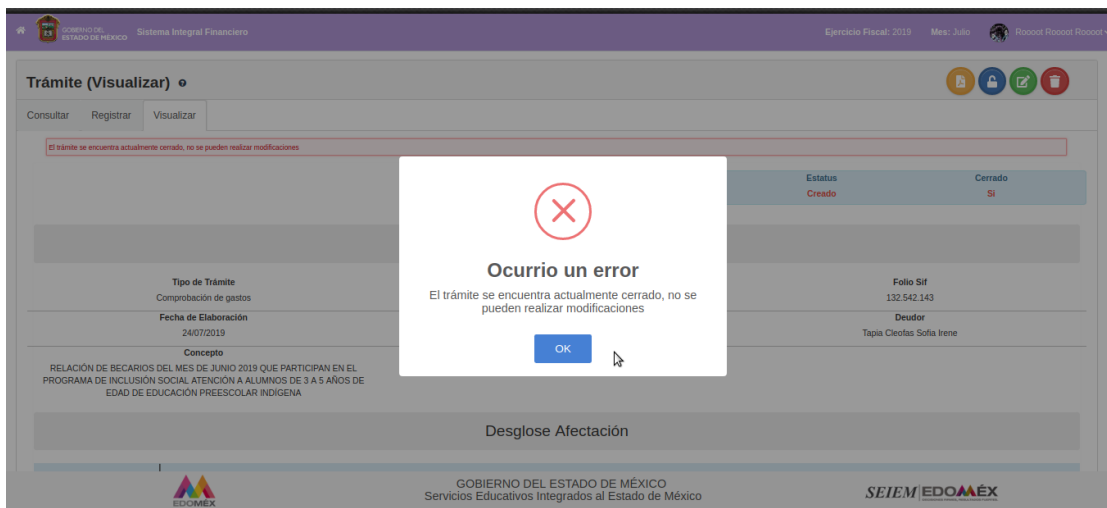 GOBIERNO DEL
ESTADO DE MÉXICO
Sistema Integral Financiero
Ejercicio Fiscal: 2019
Mes: Julio
Roooot Roooot Roooot
Trámite (Visualizar)
Consultar
Registrar
Visualizar
El trámite se encuentra actualmente cerrado, no se pueden realizar modificaciones
Estatus
Cerrado
Creado
Si
Ocurrio un error
El trámite se encuentra actualmente cerrado, no se
pueden realizar modificaciones
OK
Tipo de Trámite
Folio Sif
Comprobación de gastos
132.542.143
Fecha de Elaboración
Deudor
24/07/2019
Tapia Cleofas Sofia Irene
Concepto
RELACIÓN DE BECARIOS DEL MES DE JUNIO 2019 QUE PARTICIPAN EN EL
PROGRAMA DE INCLUSIÓN SOCIAL ATENCIÓN A ALUMNOS DE 3 A 5 AÑOS DE
EDAD DE EDUCACIÓN PREESCOLAR INDÍGENA
Desglose Afectación
EDOMÉX
GOBIERNO DEL ESTADO DE MÉXICO
Servicios Educativos Integrados al Estado de México
SEIEM
EDOMÉX